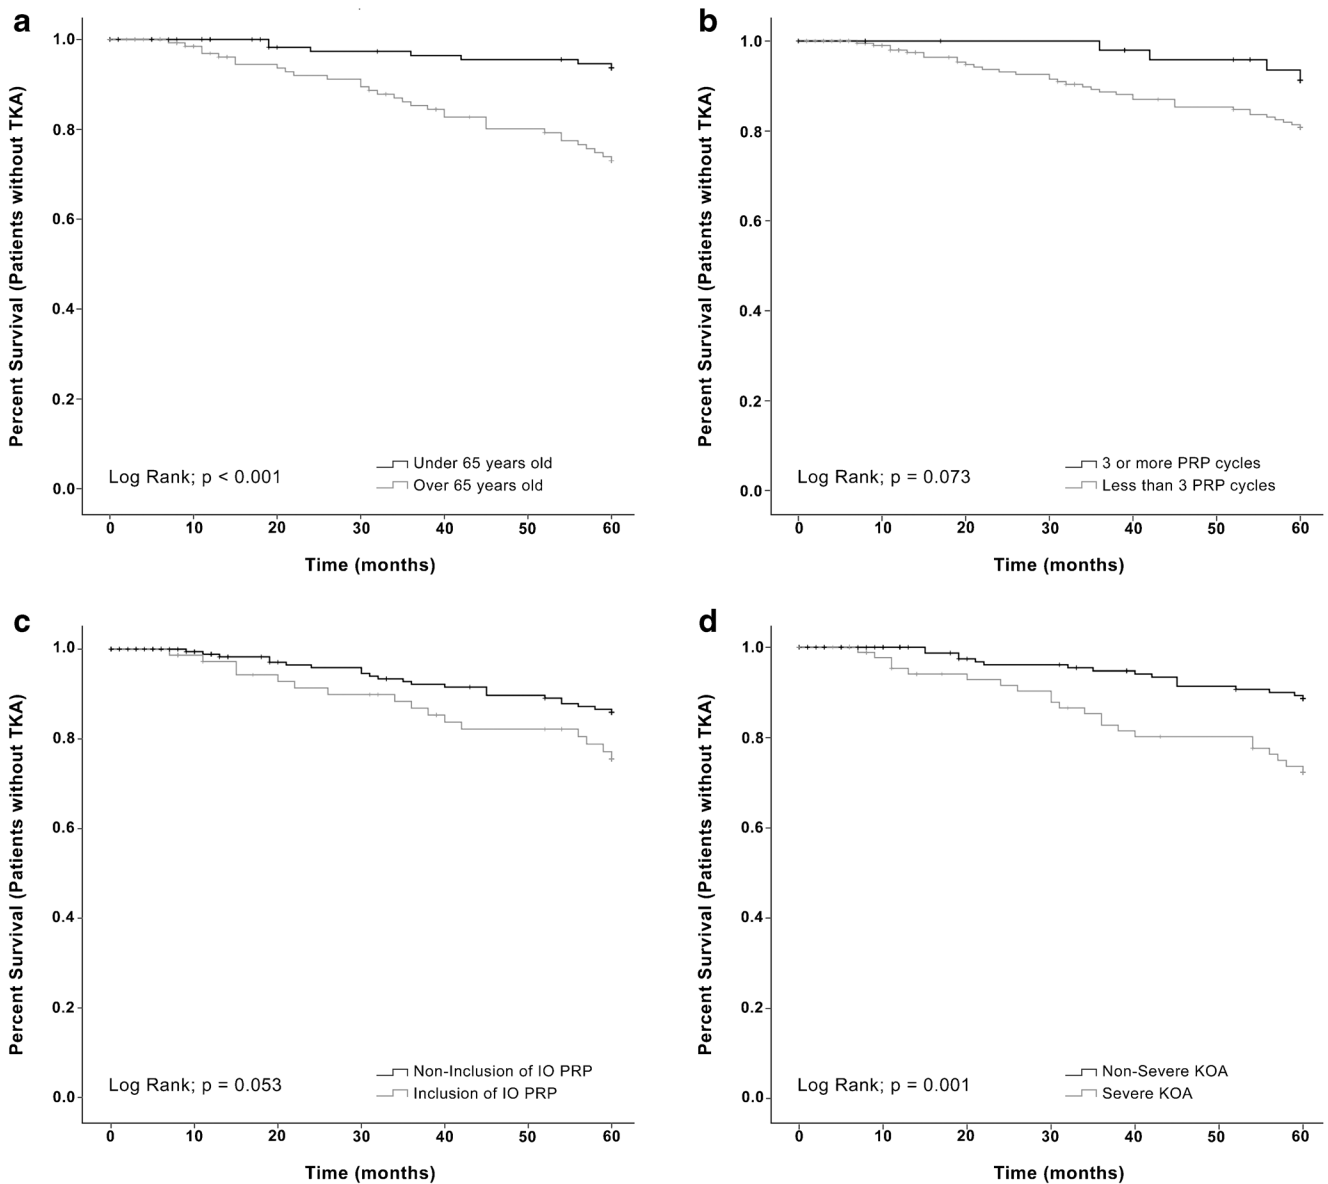 a
Percent Survival (Patients without TKA)
1.0
0.8
0.6
0.4
0.2
0.0
Log Rank; p < 0.001
Under 65 years old
Over 65 years old
0 10 20 30 40 50 60
Time (months)
b
Percent Survival (Patients without TKA)
1.0
0.8
0.6
0.4
0.2
0.0
Log Rank; p = 0.073
3 or more PRP cycles
Less than 3 PRP cycles
0 10 20 30 40 50 60
Time (months)
c
Percent Survival (Patients without TKA)
1.0
0.8
0.6
0.4
0.2
0.0
Log Rank; p = 0.053
Non-Inclusion of IO PRP
Inclusion of IO PRP
0 10 20 30 40 50 60
Time (months)
d
Percent Survival (Patients without TKA)
1.0
0.8
0.6
0.4
0.2
0.0
Log Rank; p = 0.001
Non-Severe KOA
Severe KOA
0 10 20 30 40 50 60
Time (months)